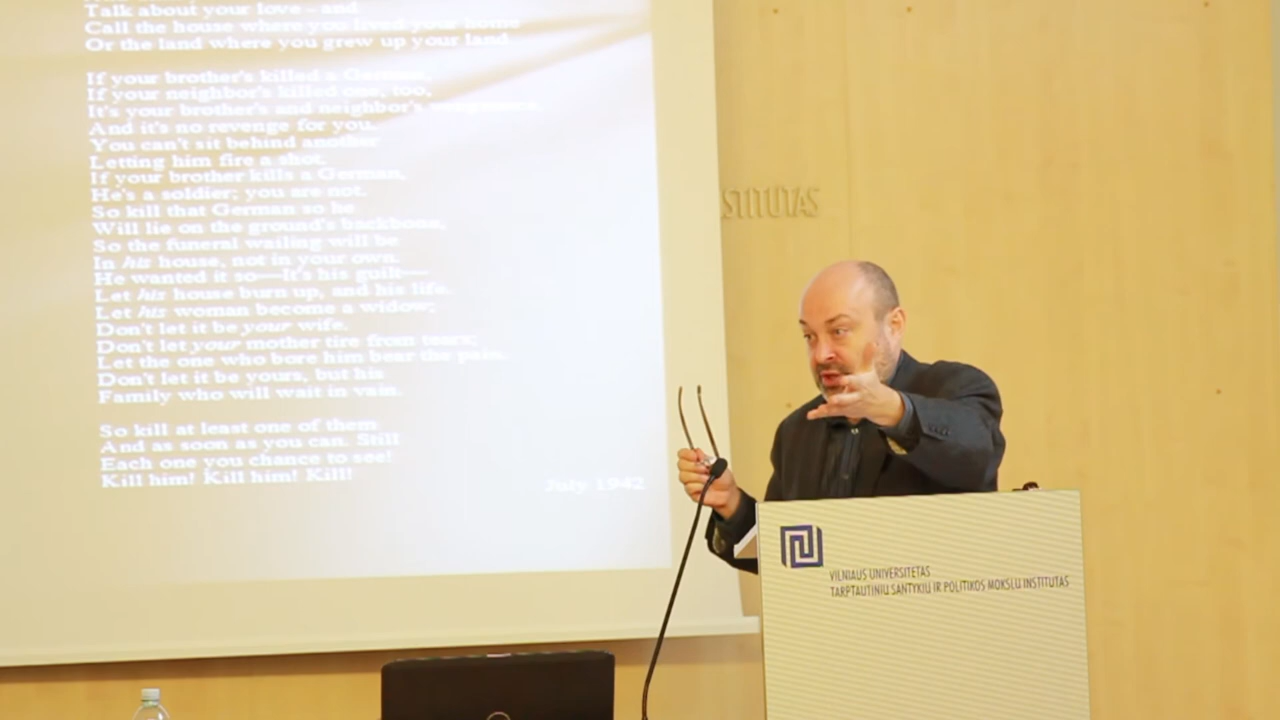 Talk about your love – and
Call the house where you lived your home
Or the land where you grew up your land.
If your brother's killed a German,
If your neighbor's killed one, too,
It's your brother's and neighbor's vengeance,
And it's no revenge for you.
You can't sit behind another
Letting him fire a shot.
If your brother kills a German,
He's a soldier; you are not.
So kill that German so he
Will lie on the ground's backbone,
So the funeral wailing will be
In his house, not in your own.
He wanted it so—It's his guilt—
Let his house burn up, and his life.
Let his woman become a widow;
Don't let it be your wife.
Don't let your mother tire from tears;
Let the one who bore him bear the pain.
Don't let it be yours, but his
Family who will wait in vain.
So kill at least one of them
And as soon as you can. Still
Each one you chance to see!
Kill him! Kill him! Kill!
July 1942
STITUTAS
VILNIAUS UNIVERSITETAS
TARPTAUTINIŲ SANTYKIŲ IR POLITIKOS MOKSLŲ INSTITUTAS